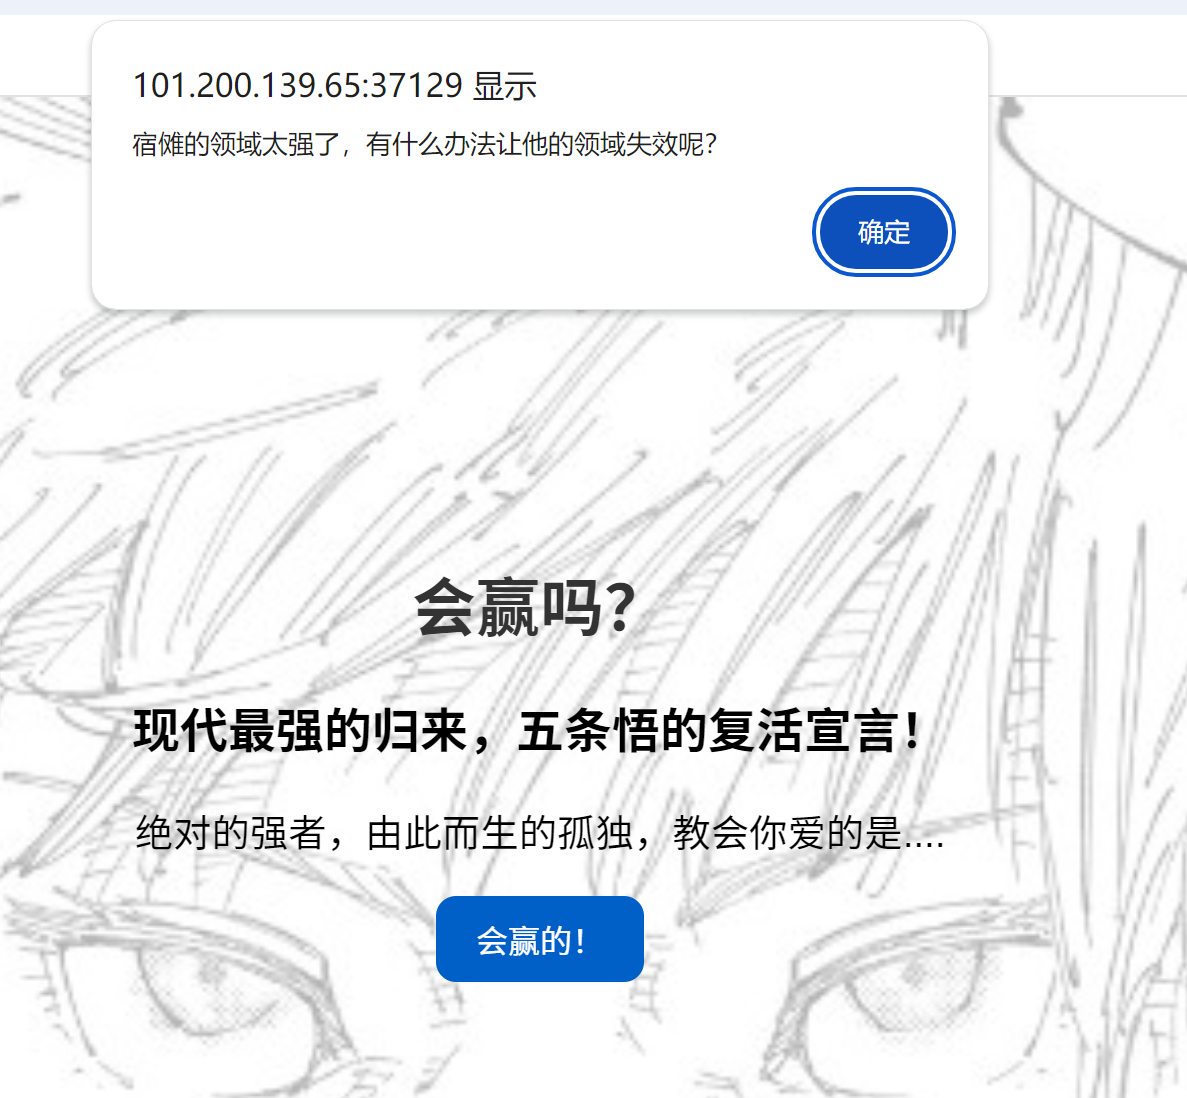 101.200.139.65:37129 显示
宿傩的领域太强了，有什么办法让他的领域失效呢？
确定
会赢吗？
现代最强的归来，五条悟的复活宣言！
绝对的强者，由此而生的孤独，教会你爱的是....
会赢的！